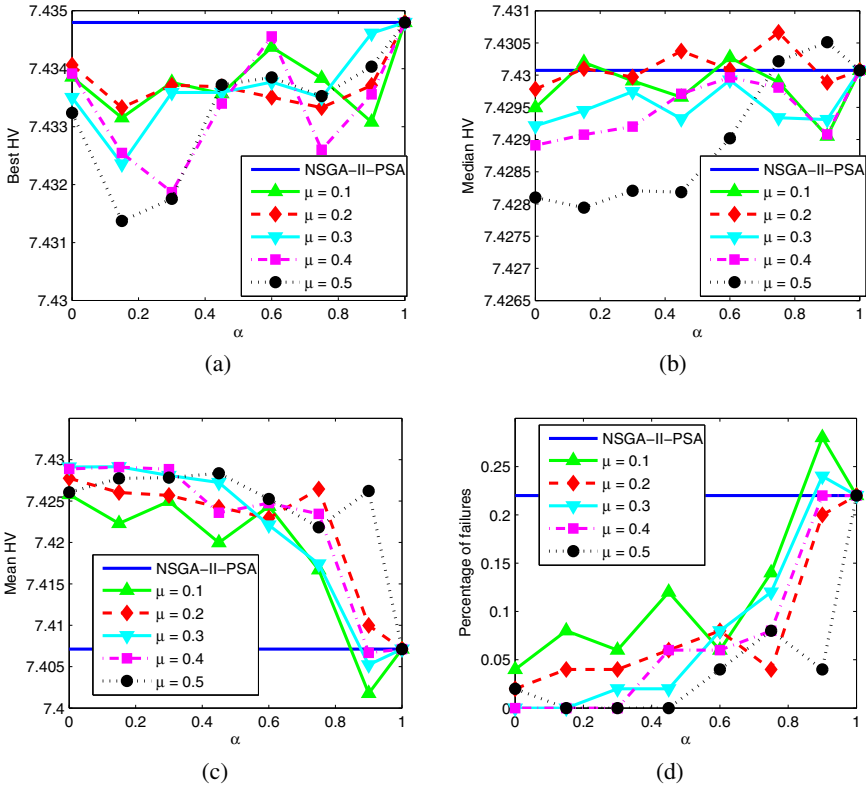 7.435
7.434
7.433
7.432
7.431
7.43
Best HV
NSGA-II-PSA
μ = 0.1
μ = 0.2
μ = 0.3
μ = 0.4
μ = 0.5
0 0.2 0.4 0.6 0.8 1
α
(a)
7.431
7.4305
7.43
7.4295
7.429
7.4285
7.428
7.4275
7.427
7.4265
Median HV
NSGA-II-PSA
μ = 0.1
μ = 0.2
μ = 0.3
μ = 0.4
μ = 0.5
0 0.2 0.4 0.6 0.8 1
α
(b)
7.43
7.425
7.42
7.415
7.41
7.405
7.4
Mean HV
NSGA-II-PSA
μ = 0.1
μ = 0.2
μ = 0.3
μ = 0.4
μ = 0.5
0 0.2 0.4 0.6 0.8 1
α
(c)
0.25
0.2
0.15
0.1
0.05
0
Percentage of failures
NSGA-II-PSA
μ = 0.1
μ = 0.2
μ = 0.3
μ = 0.4
μ = 0.5
0 0.2 0.4 0.6 0.8 1
α
(d)